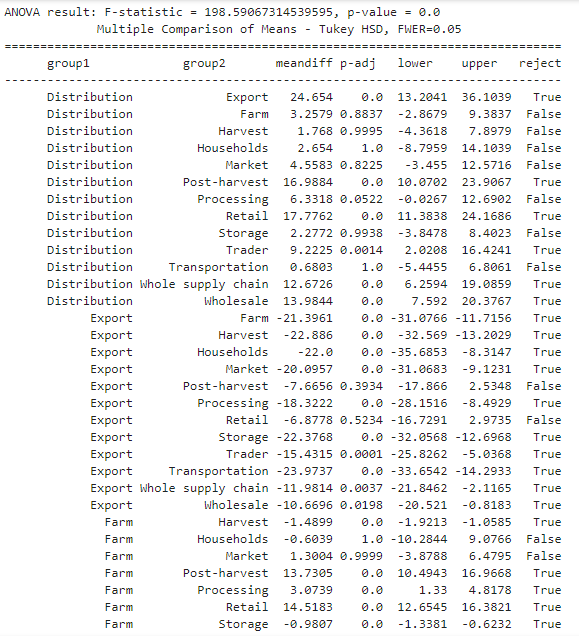 ANOVA result: F-statistic = 198.59067314539595, p-value = 0.0
Multiple Comparison of Means - Tukey HSD, FWER=0.05
==========================================================================
group1 group2 meandiff p-adj lower upper reject
--------------------------------------------------------------------------
Distribution Export 24.654 0.0 13.2041 36.1039 True
Distribution Farm 3.2579 0.8837 -2.8679 9.3837 False
Distribution Harvest 1.768 0.9995 -4.3618 7.8979 False
Distribution Households 2.654 1.0 -8.7959 14.1039 False
Distribution Market 4.5583 0.8225 -3.455 12.5716 False
Distribution Post-harvest 16.9884 0.0 10.0702 23.9067 True
Distribution Processing 6.3318 0.0522 -0.0267 12.6902 False
Distribution Retail 17.7762 0.0 11.3838 24.1686 True
Distribution Storage 2.2772 0.9938 -3.8478 8.4023 False
Distribution Trader 9.2225 0.0014 2.0208 16.4241 True
Distribution Transportation 0.6803 1.0 -5.4455 6.8061 False
Distribution Whole supply chain 12.6726 0.0 6.2594 19.0859 True
Distribution Wholesale 13.9844 0.0 7.592 20.3767 True
Export Farm -21.3961 0.0 -31.0766 -11.7156 True
Export Harvest -22.886 0.0 -32.569 -13.2029 True
Export Households -22.0 0.0 -35.6853 -8.3147 True
Export Market -20.0957 0.0 -31.0683 -9.1231 True
Export Post-harvest -7.6656 0.3934 -17.866 2.5348 False
Export Processing -18.3222 0.0 -28.1516 -8.4929 True
Export Retail -6.8778 0.5234 -16.7291 2.9735 False
Export Storage -22.3768 0.0 -32.0568 -12.6968 True
Export Trader -15.4315 0.0001 -25.8262 -5.0368 True
Export Transportation -23.9737 0.0 -33.6542 -14.2933 True
Export Whole supply chain -11.9814 0.0037 -21.8462 -2.1165 True
Export Wholesale -10.6696 0.0198 -20.521 -0.8183 True
Farm Harvest -1.4899 0.0 -1.9213 -1.0585 True
Farm Households -0.6039 1.0 -10.2844 9.0766 False
Farm Market 1.3004 0.9999 -3.8788 6.4795 False
Farm Post-harvest 13.7305 0.0 10.4943 16.9668 True
Farm Processing 3.0739 0.0 1.33 4.8178 True
Farm Retail 14.5183 0.0 12.6545 16.3821 True
Farm Storage -0.9807 0.0 -1.3381 -0.6232 True